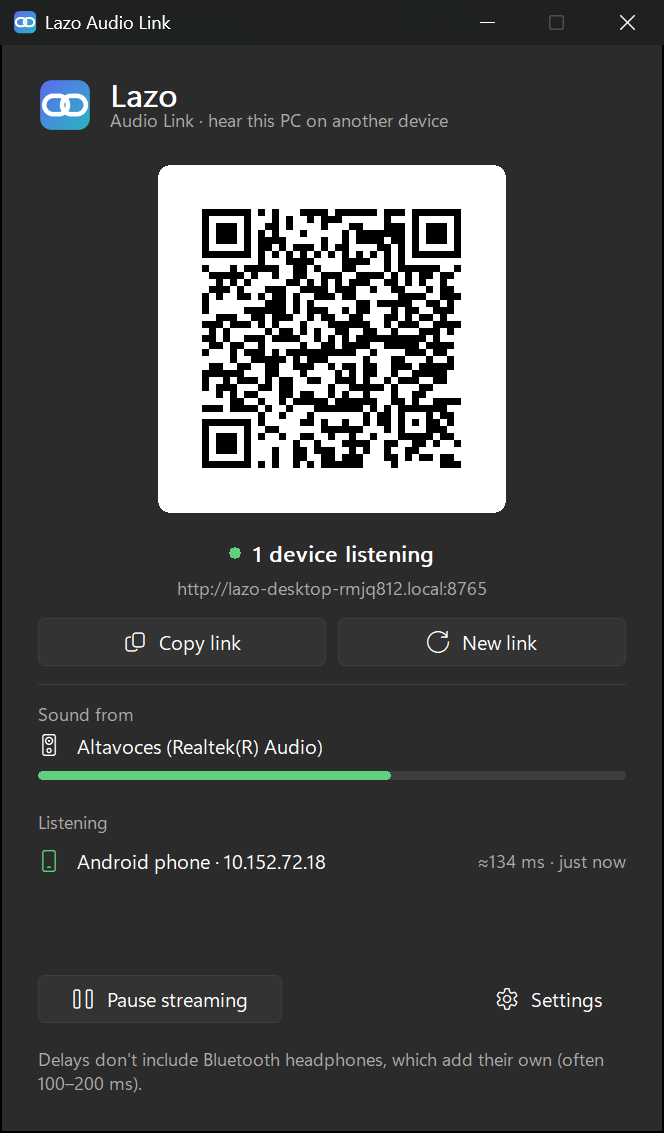 Lazo Audio Link
Lazo
Audio Link · hear this PC on another device
1 device listening
http://lazo-desktop-rmjq812.local:8765
Copy link
New link
Sound from
Altavoces (Realtek(R) Audio)
Listening
Android phone · 10.152.72.18
≈134 ms · just now
Pause streaming
Settings
Delays don't include Bluetooth headphones, which add their own (often
100–200 ms).